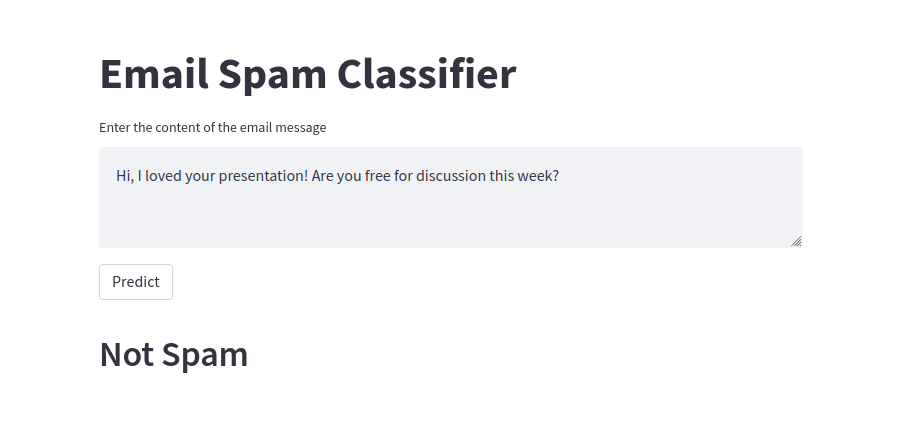 Email Spam Classifier
Enter the content of the email message
Hi, I loved your presentation! Are you free for discussion this week?
Predict
Not Spam